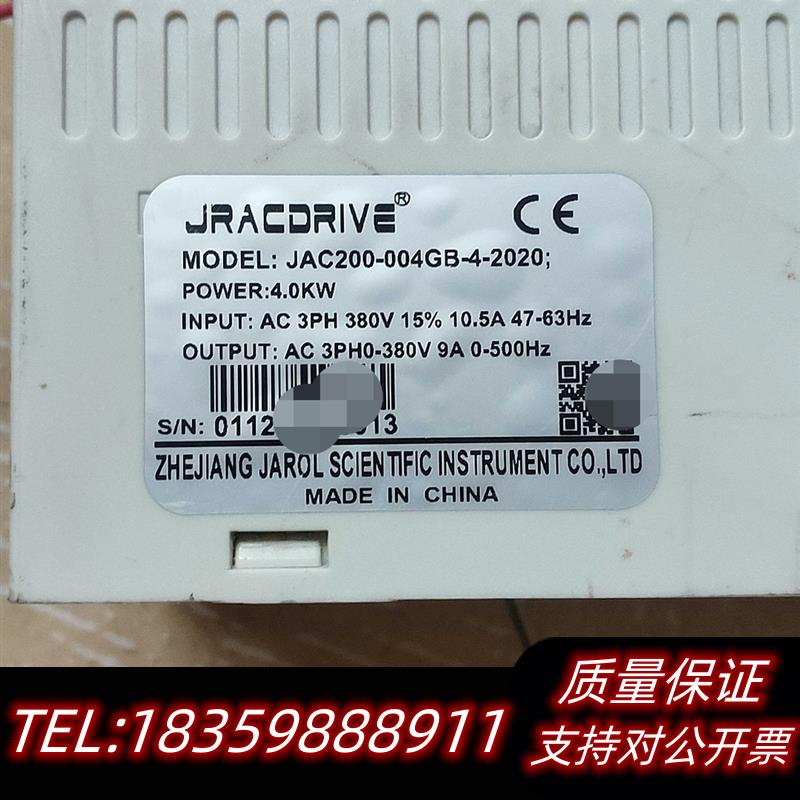 JRACDRIVE®
CE
MODEL: JAC200-004GB-4-2020;
POWER:4.0KW
INPUT: AC 3PH 380V 15% 10.5A 47-63Hz
OUTPUT: AC 3PH0-380V 9A 0-500Hz
S/N: 0112 013
ZHEJIANG JAROL SCIENTIFIC INSTRUMENT CO.,LTD
MADE IN CHINA
质量保证
TEL:18359888911
支持对公开票